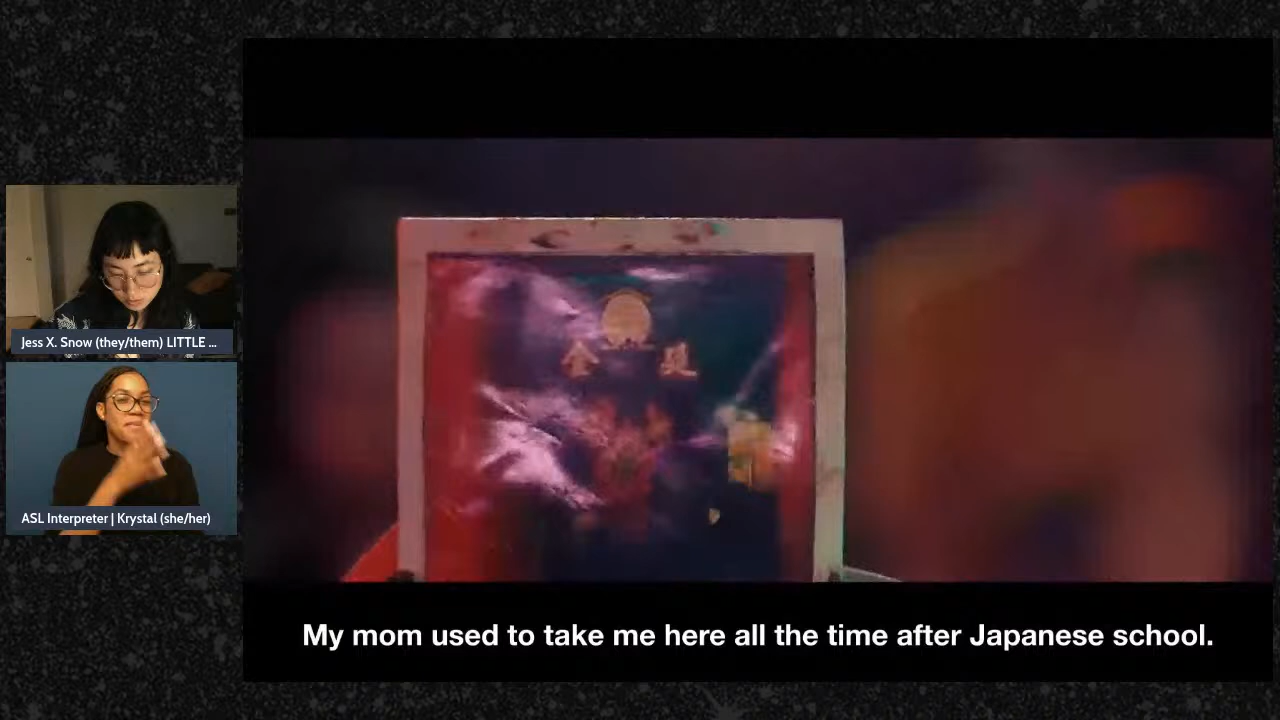 Jess X. Snow (they/them) LITTLE ...
ASL Interpreter | Krystal (she/her)
My mom used to take me here all the time after Japanese school.